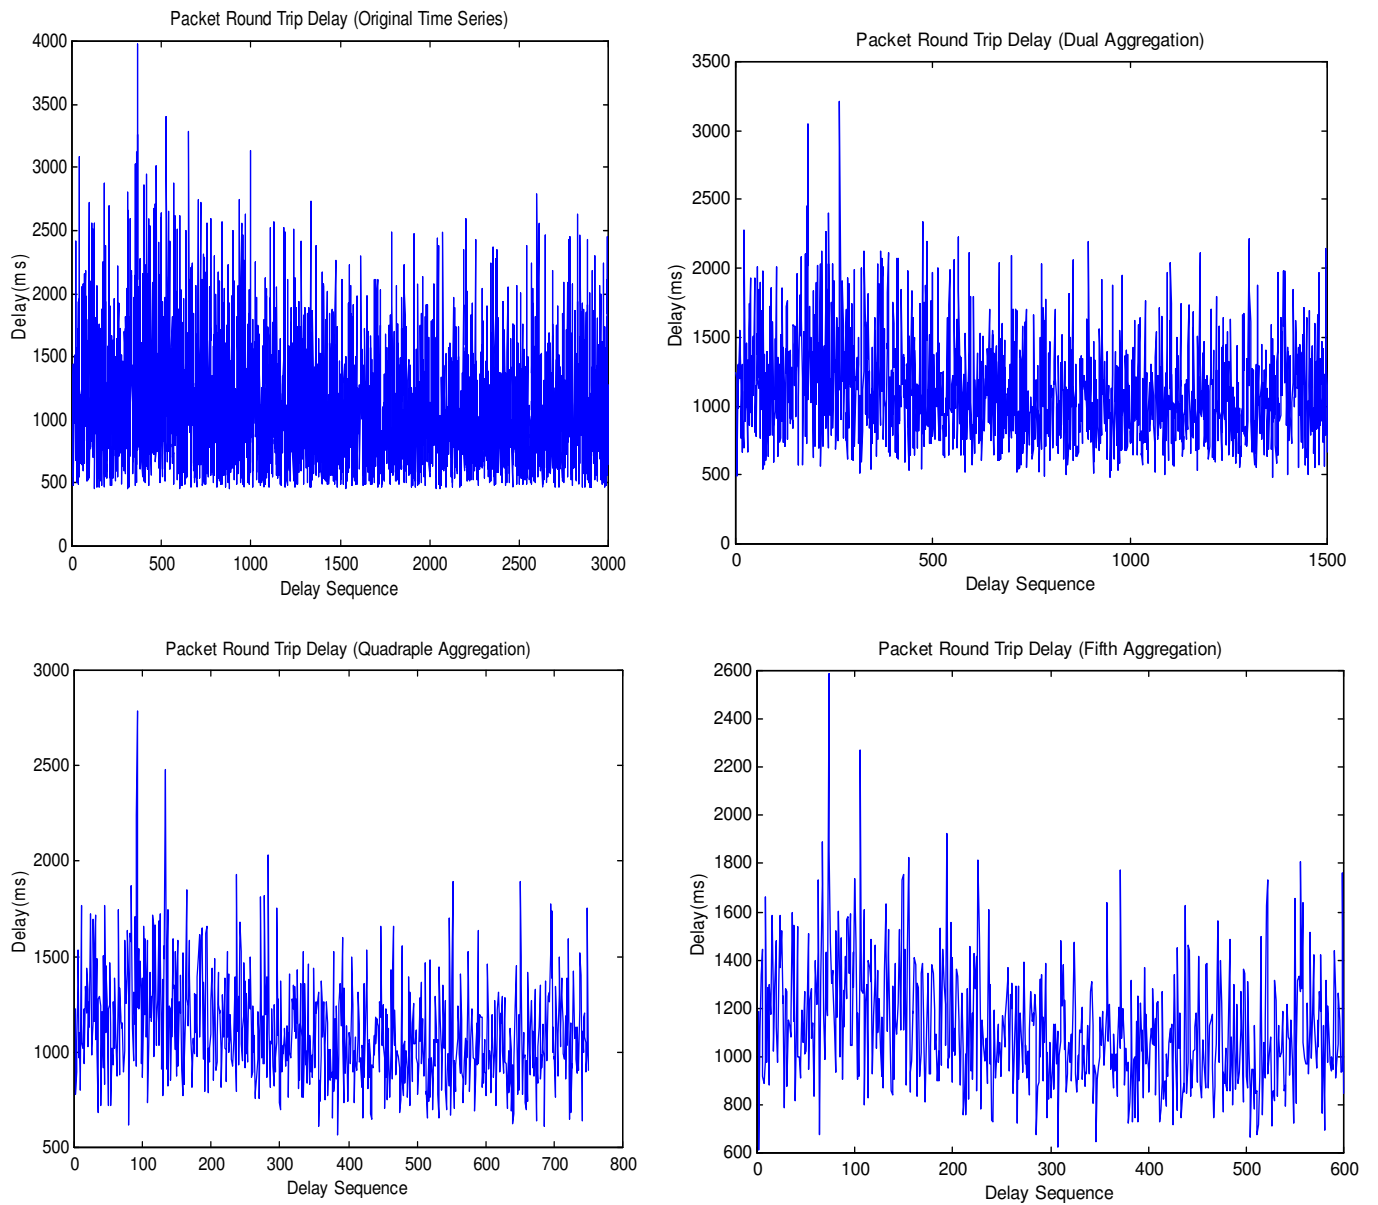 Packet Round Trip Delay (Original Time Series)
4000
3500
3000
2500
2000
1500
1000
500
0
Delay(ms)
0 500 1000 1500 2000 2500 3000
Delay Sequence
Packet Round Trip Delay (Dual Aggregation)
3500
3000
2500
2000
1500
1000
500
0
Delay(ms)
0 500 1000 1500
Delay Sequence
Packet Round Trip Delay (Quadraple Aggregation)
3000
2500
2000
1500
1000
500
Delay(ms)
0 100 200 300 400 500 600 700 800
Delay Sequence
Packet Round Trip Delay (Fifth Aggregation)
2600
2400
2200
2000
1800
1600
1400
1200
1000
800
600
Delay(ms)
0 100 200 300 400 500 600
Delay Sequence